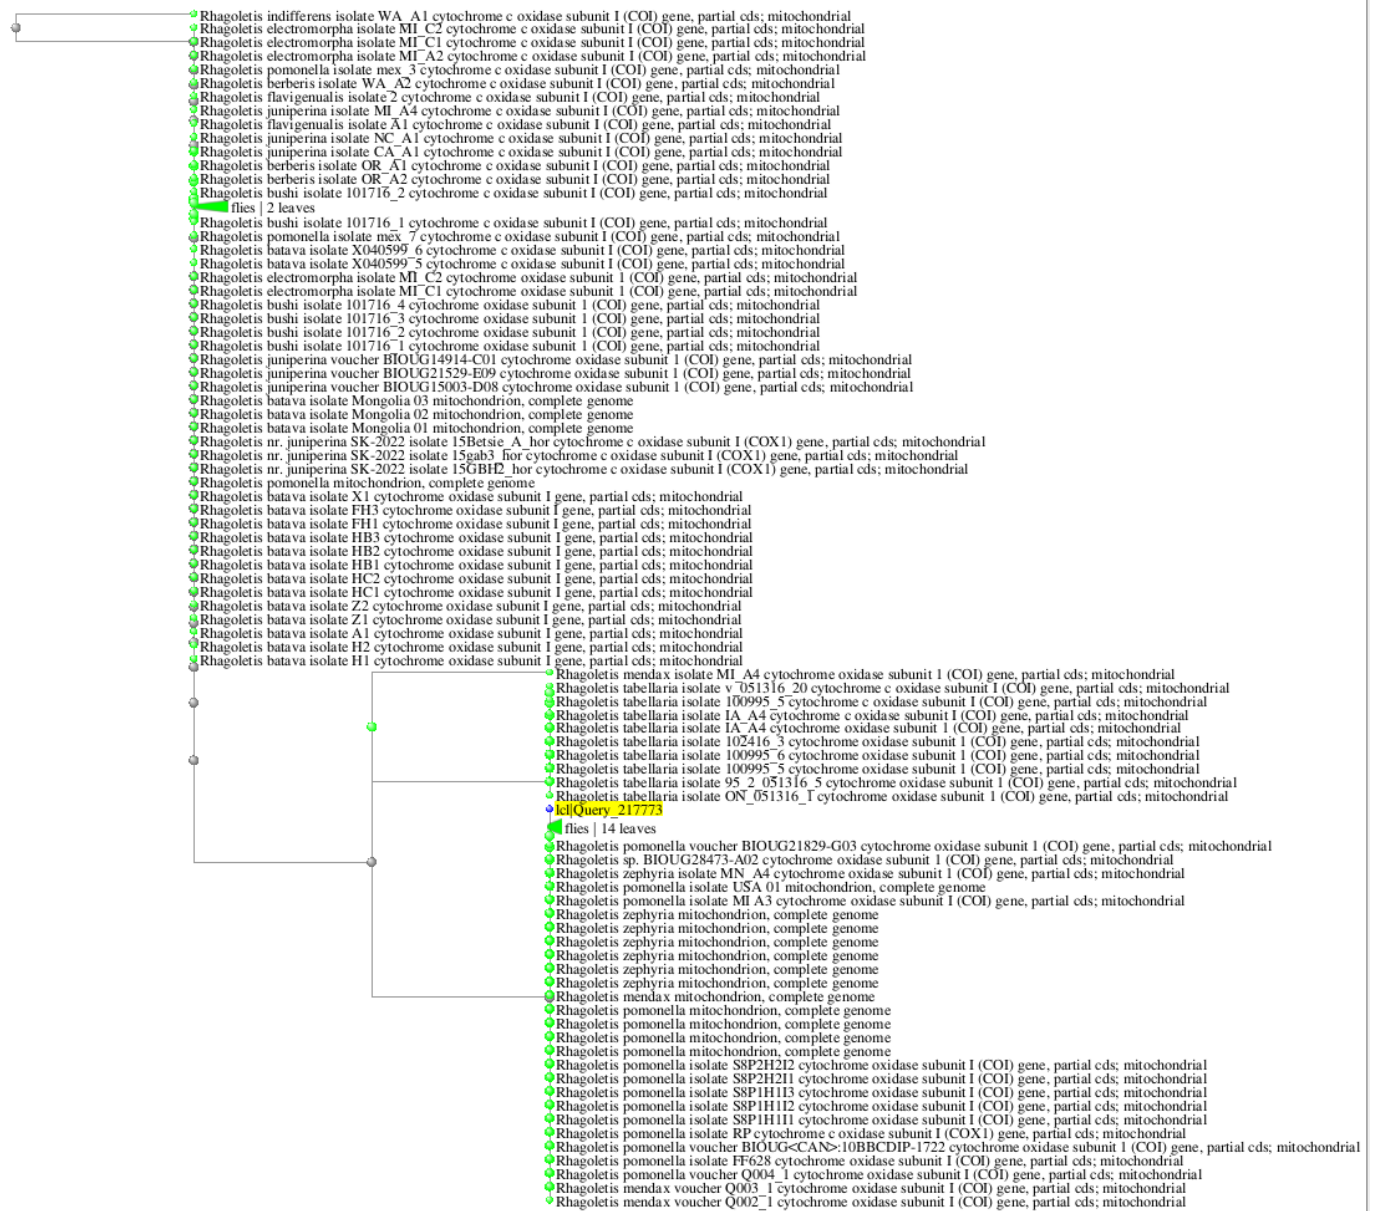 Rhagoletis indifferens isolate WA_A1 cytochrome c oxidase subunit I (COI) gene, partial cds; mitochondrial
Rhagoletis electromorpha isolate MI_C2 cytochrome c oxidase subunit I (COI) gene, partial cds; mitochondrial
Rhagoletis electromorpha isolate MI_C1 cytochrome c oxidase subunit I (COI) gene, partial cds; mitochondrial
Rhagoletis electromorpha isolate MI_A2 cytochrome c oxidase subunit I (COI) gene, partial cds; mitochondrial
Rhagoletis pomonella isolate mex_3 cytochrome c oxidase subunit I (COI) gene, partial cds; mitochondrial
Rhagoletis berberis isolate WA_A2 cytochrome c oxidase subunit I (COI) gene, partial cds; mitochondrial
Rhagoletis flavigenualis isolate 2 cytochrome c oxidase subunit I (COI) gene, partial cds; mitochondrial
Rhagoletis juniperina isolate MI_A4 cytochrome c oxidase subunit I (COI) gene, partial cds; mitochondrial
Rhagoletis flavigenualis isolate A1 cytochrome c oxidase subunit I (COI) gene, partial cds; mitochondrial
Rhagoletis juniperina isolate NC_A1 cytochrome c oxidase subunit I (COI) gene, partial cds; mitochondrial
Rhagoletis juniperina isolate CA_A1 cytochrome c oxidase subunit I (COI) gene, partial cds; mitochondrial
Rhagoletis berberis isolate OR_A1 cytochrome c oxidase subunit I (COI) gene, partial cds; mitochondrial
Rhagoletis berberis isolate OR_A2 cytochrome c oxidase subunit I (COI) gene, partial cds; mitochondrial
Rhagoletis bushi isolate 101716_2 cytochrome c oxidase subunit I (COI) gene, partial cds; mitochondrial
flies | 2 leaves
Rhagoletis bushi isolate 101716_1 cytochrome c oxidase subunit I (COI) gene, partial cds; mitochondrial
Rhagoletis pomonella isolate mex_7 cytochrome c oxidase subunit I (COI) gene, partial cds; mitochondrial
Rhagoletis batava isolate X040599_6 cytochrome c oxidase subunit I (COI) gene, partial cds; mitochondrial
Rhagoletis batava isolate X040599_5 cytochrome c oxidase subunit I (COI) gene, partial cds; mitochondrial
Rhagoletis electromorpha isolate MI_C2 cytochrome oxidase subunit 1 (COI) gene, partial cds; mitochondrial
Rhagoletis electromorpha isolate MI_C1 cytochrome oxidase subunit 1 (COI) gene, partial cds; mitochondrial
Rhagoletis bushi isolate 101716_4 cytochrome oxidase subunit 1 (COI) gene, partial cds; mitochondrial
Rhagoletis bushi isolate 101716_3 cytochrome oxidase subunit 1 (COI) gene, partial cds; mitochondrial
Rhagoletis bushi isolate 101716_2 cytochrome oxidase subunit 1 (COI) gene, partial cds; mitochondrial
Rhagoletis bushi isolate 101716_1 cytochrome oxidase subunit 1 (COI) gene, partial cds; mitochondrial
Rhagoletis juniperina voucher BIOUG14914-C01 cytochrome oxidase subunit 1 (COI) gene, partial cds; mitochondrial
Rhagoletis juniperina voucher BIOUG21529-E09 cytochrome oxidase subunit 1 (COI) gene, partial cds; mitochondrial
Rhagoletis juniperina voucher BIOUG15003-D08 cytochrome oxidase subunit 1 (COI) gene, partial cds; mitochondrial
Rhagoletis batava isolate Mongolia 03 mitochondrion, complete genome
Rhagoletis batava isolate Mongolia 02 mitochondrion, complete genome
Rhagoletis batava isolate Mongolia 01 mitochondrion, complete genome
Rhagoletis nr. juniperina SK-2022 isolate 15Betsie_A_hor cytochrome c oxidase subunit I (COX1) gene, partial cds; mitochondrial
Rhagoletis nr. juniperina SK-2022 isolate 15gab3_hor cytochrome c oxidase subunit I (COX1) gene, partial cds; mitochondrial
Rhagoletis nr. juniperina SK-2022 isolate 15GBH2_hor cytochrome c oxidase subunit I (COX1) gene, partial cds; mitochondrial
Rhagoletis pomonella mitochondrion, complete genome
Rhagoletis batava isolate X1 cytochrome oxidase subunit I gene, partial cds; mitochondrial
Rhagoletis batava isolate FH3 cytochrome oxidase subunit I gene, partial cds; mitochondrial
Rhagoletis batava isolate FH1 cytochrome oxidase subunit I gene, partial cds; mitochondrial
Rhagoletis batava isolate HB3 cytochrome oxidase subunit I gene, partial cds; mitochondrial
Rhagoletis batava isolate HB2 cytochrome oxidase subunit I gene, partial cds; mitochondrial
Rhagoletis batava isolate HB1 cytochrome oxidase subunit I gene, partial cds; mitochondrial
Rhagoletis batava isolate HC2 cytochrome oxidase subunit I gene, partial cds; mitochondrial
Rhagoletis batava isolate HC1 cytochrome oxidase subunit I gene, partial cds; mitochondrial
Rhagoletis batava isolate Z2 cytochrome oxidase subunit I gene, partial cds; mitochondrial
Rhagoletis batava isolate Z1 cytochrome oxidase subunit I gene, partial cds; mitochondrial
Rhagoletis batava isolate A1 cytochrome oxidase subunit I gene, partial cds; mitochondrial
Rhagoletis batava isolate H2 cytochrome oxidase subunit I gene, partial cds; mitochondrial
Rhagoletis batava isolate H1 cytochrome oxidase subunit I gene, partial cds; mitochondrial
Rhagoletis mendax isolate MI_A4 cytochrome oxidase subunit 1 (COI) gene, partial cds; mitochondrial
Rhagoletis tabellaria isolate v_051316_20 cytochrome c oxidase subunit I (COI) gene, partial cds; mitochondrial
Rhagoletis tabellaria isolate 100995_5 cytochrome c oxidase subunit I (COI) gene, partial cds; mitochondrial
Rhagoletis tabellaria isolate IA_A4 cytochrome c oxidase subunit I (COI) gene, partial cds; mitochondrial
Rhagoletis tabellaria isolate IA_A4 cytochrome oxidase subunit 1 (COI) gene, partial cds; mitochondrial
Rhagoletis tabellaria isolate 102416_3 cytochrome oxidase subunit 1 (COI) gene, partial cds; mitochondrial
Rhagoletis tabellaria isolate 100995_6 cytochrome oxidase subunit 1 (COI) gene, partial cds; mitochondrial
Rhagoletis tabellaria isolate 100995_5 cytochrome oxidase subunit 1 (COI) gene, partial cds; mitochondrial
Rhagoletis tabellaria isolate 95_2_051316_5 cytochrome oxidase subunit 1 (COI) gene, partial cds; mitochondrial
Rhagoletis tabellaria isolate ON_051316_1 cytochrome oxidase subunit 1 (COI) gene, partial cds; mitochondrial
lcl|Query_217773
flies | 14 leaves
Rhagoletis pomonella voucher BIOUG21829-G03 cytochrome oxidase subunit 1 (COI) gene, partial cds; mitochondrial
Rhagoletis sp. BIOUG28473-A02 cytochrome oxidase subunit 1 (COI) gene, partial cds; mitochondrial
Rhagoletis zephyria isolate MN_A4 cytochrome oxidase subunit 1 (COI) gene, partial cds; mitochondrial
Rhagoletis pomonella isolate USA 01 mitochondrion, complete genome
Rhagoletis pomonella isolate MI A3 cytochrome oxidase subunit I (COI) gene, partial cds; mitochondrial
Rhagoletis zephyria mitochondrion, complete genome
Rhagoletis zephyria mitochondrion, complete genome
Rhagoletis zephyria mitochondrion, complete genome
Rhagoletis zephyria mitochondrion, complete genome
Rhagoletis zephyria mitochondrion, complete genome
Rhagoletis zephyria mitochondrion, complete genome
Rhagoletis mendax mitochondrion, complete genome
Rhagoletis pomonella mitochondrion, complete genome
Rhagoletis pomonella mitochondrion, complete genome
Rhagoletis pomonella mitochondrion, complete genome
Rhagoletis pomonella mitochondrion, complete genome
Rhagoletis pomonella isolate S8P2H2I2 cytochrome oxidase subunit I (COI) gene, partial cds; mitochondrial
Rhagoletis pomonella isolate S8P2H2I1 cytochrome oxidase subunit I (COI) gene, partial cds; mitochondrial
Rhagoletis pomonella isolate S8P1H1I3 cytochrome oxidase subunit I (COI) gene, partial cds; mitochondrial
Rhagoletis pomonella isolate S8P1H1I2 cytochrome oxidase subunit I (COI) gene, partial cds; mitochondrial
Rhagoletis pomonella isolate S8P1H1I1 cytochrome oxidase subunit I (COI) gene, partial cds; mitochondrial
Rhagoletis pomonella isolate RP cytochrome c oxidase subunit I (COX1) gene, partial cds; mitochondrial
Rhagoletis pomonella voucher BIOUG<CAN>:10BBCDIP-1722 cytochrome oxidase subunit 1 (COI) gene, partial cds; mitochondrial
Rhagoletis pomonella isolate FF628 cytochrome oxidase subunit I (COI) gene, partial cds; mitochondrial
Rhagoletis pomonella voucher Q004_1 cytochrome oxidase subunit I (COI) gene, partial cds; mitochondrial
Rhagoletis mendax voucher Q003_1 cytochrome oxidase subunit I (COI) gene, partial cds; mitochondrial
Rhagoletis mendax voucher Q002_1 cytochrome oxidase subunit I (COI) gene, partial cds; mitochondrial